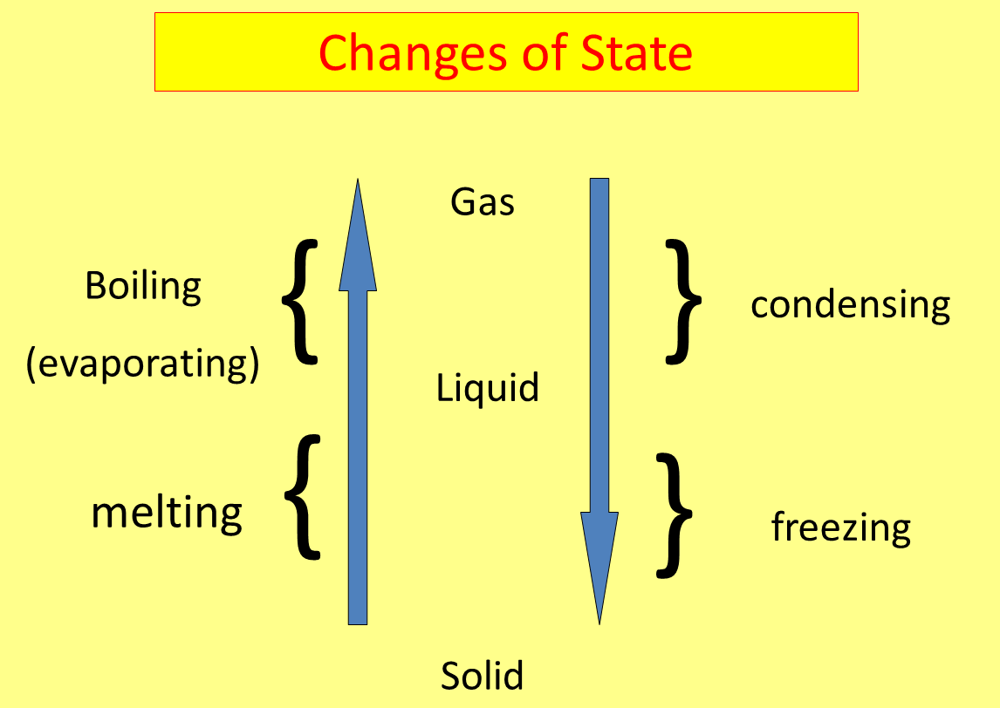 Changes of State
Gas
Boiling
(evaporating)
condensing
Liquid
melting
freezing
Solid